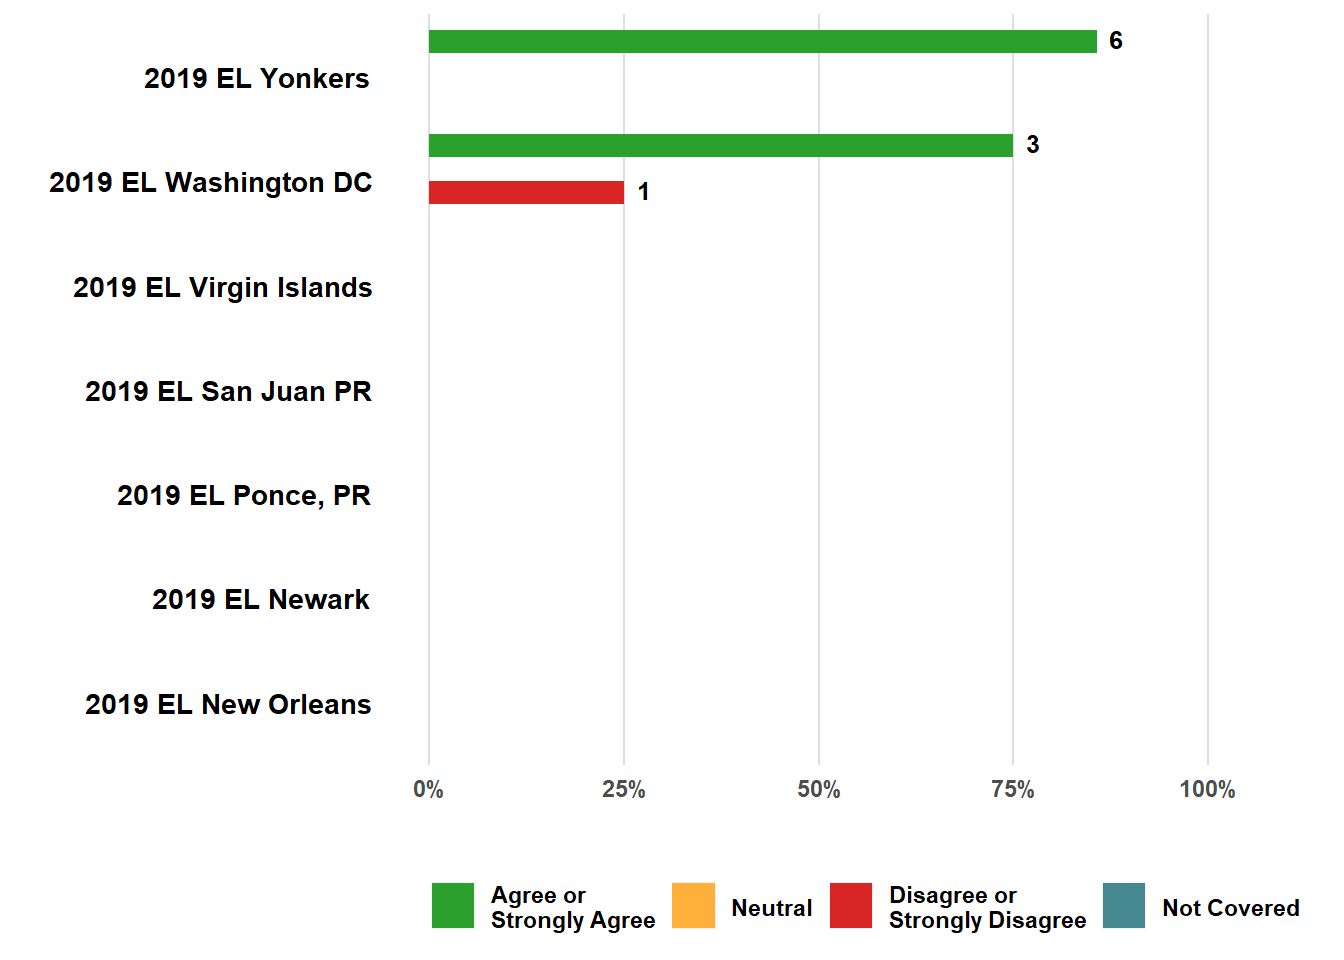 6
2019 EL Yonkers
3
2019 EL Washington DC
1
2019 EL Virgin Islands
2019 EL San Juan PR
2019 EL Ponce, PR
2019 EL Newark
2019 EL New Orleans
0% 25% 50% 75% 100%
Agree or
Strongly Agree
Neutral
Disagree or
Strongly Disagree
Not Covered